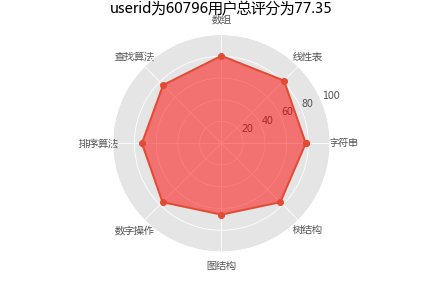 userid为60796用户总评分为77.35
数组
查找算法
线性表
100
80
60
40
20
排序算法
字符串
数字操作
树结构
图结构